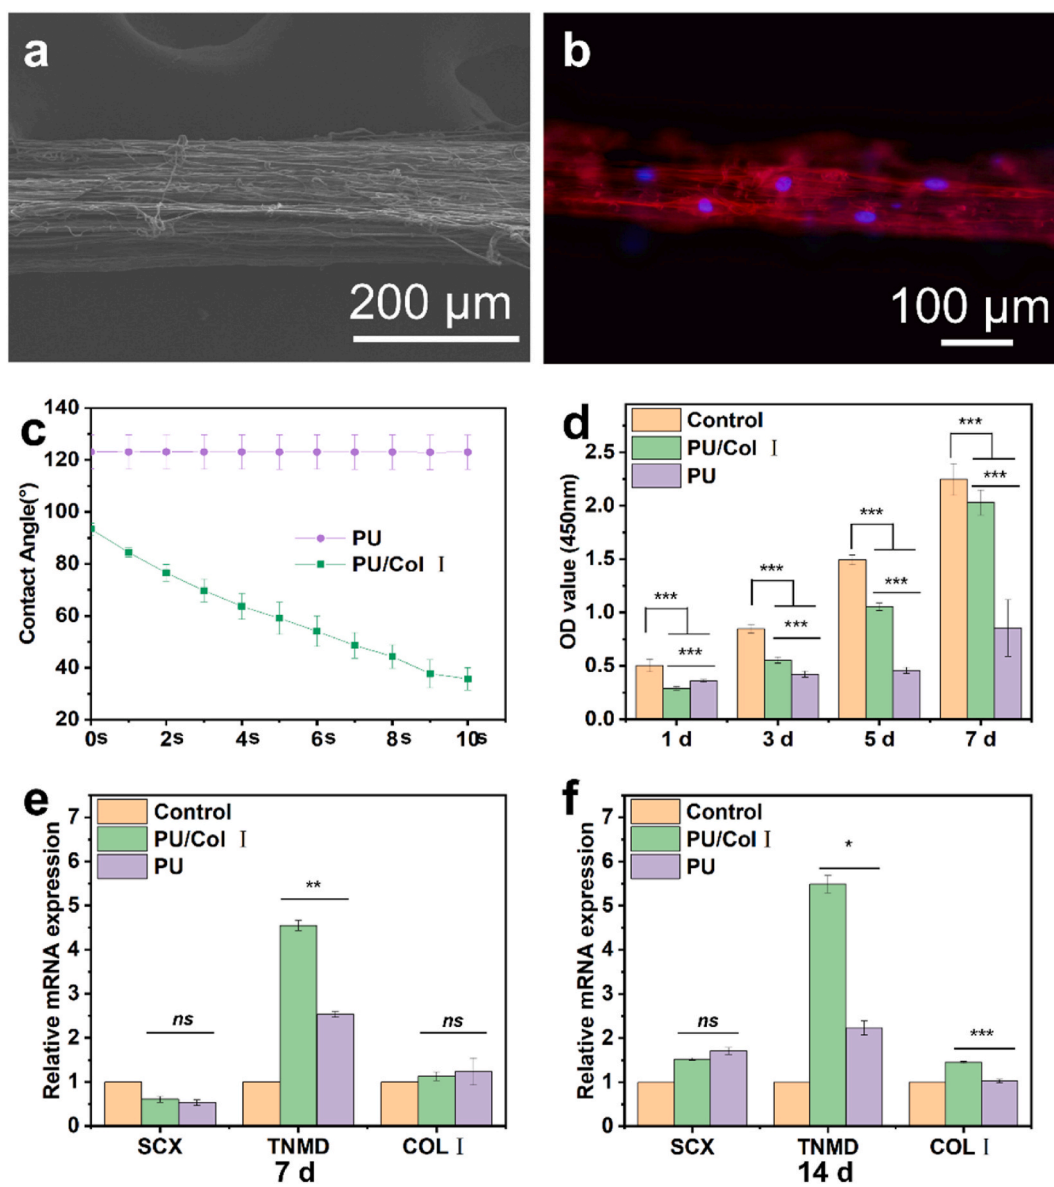 a
200 μm
b
100 μm
c
Contact Angle(°)
140
120
100
80
60
40
20
0s
2s
4s
6s
8s
10s
PU
PU/Col Ⅰ
d
OD value (450nm)
Control
PU/Col Ⅰ
PU
2.5
2.0
1.5
1.0
0.5
0.0
***
***
***
***
***
***
***
***
1 d
3 d
5 d
7 d
e
Relative mRNA expression
7
6
5
4
3
2
1
0
Control
PU/Col Ⅰ
PU
ns
**
ns
SCX
TNMD
COL Ⅰ
7 d
f
Relative mRNA expression
7
6
5
4
3
2
1
0
Control
PU/Col Ⅰ
PU
ns
*
***
SCX
TNMD
COL Ⅰ
14 d